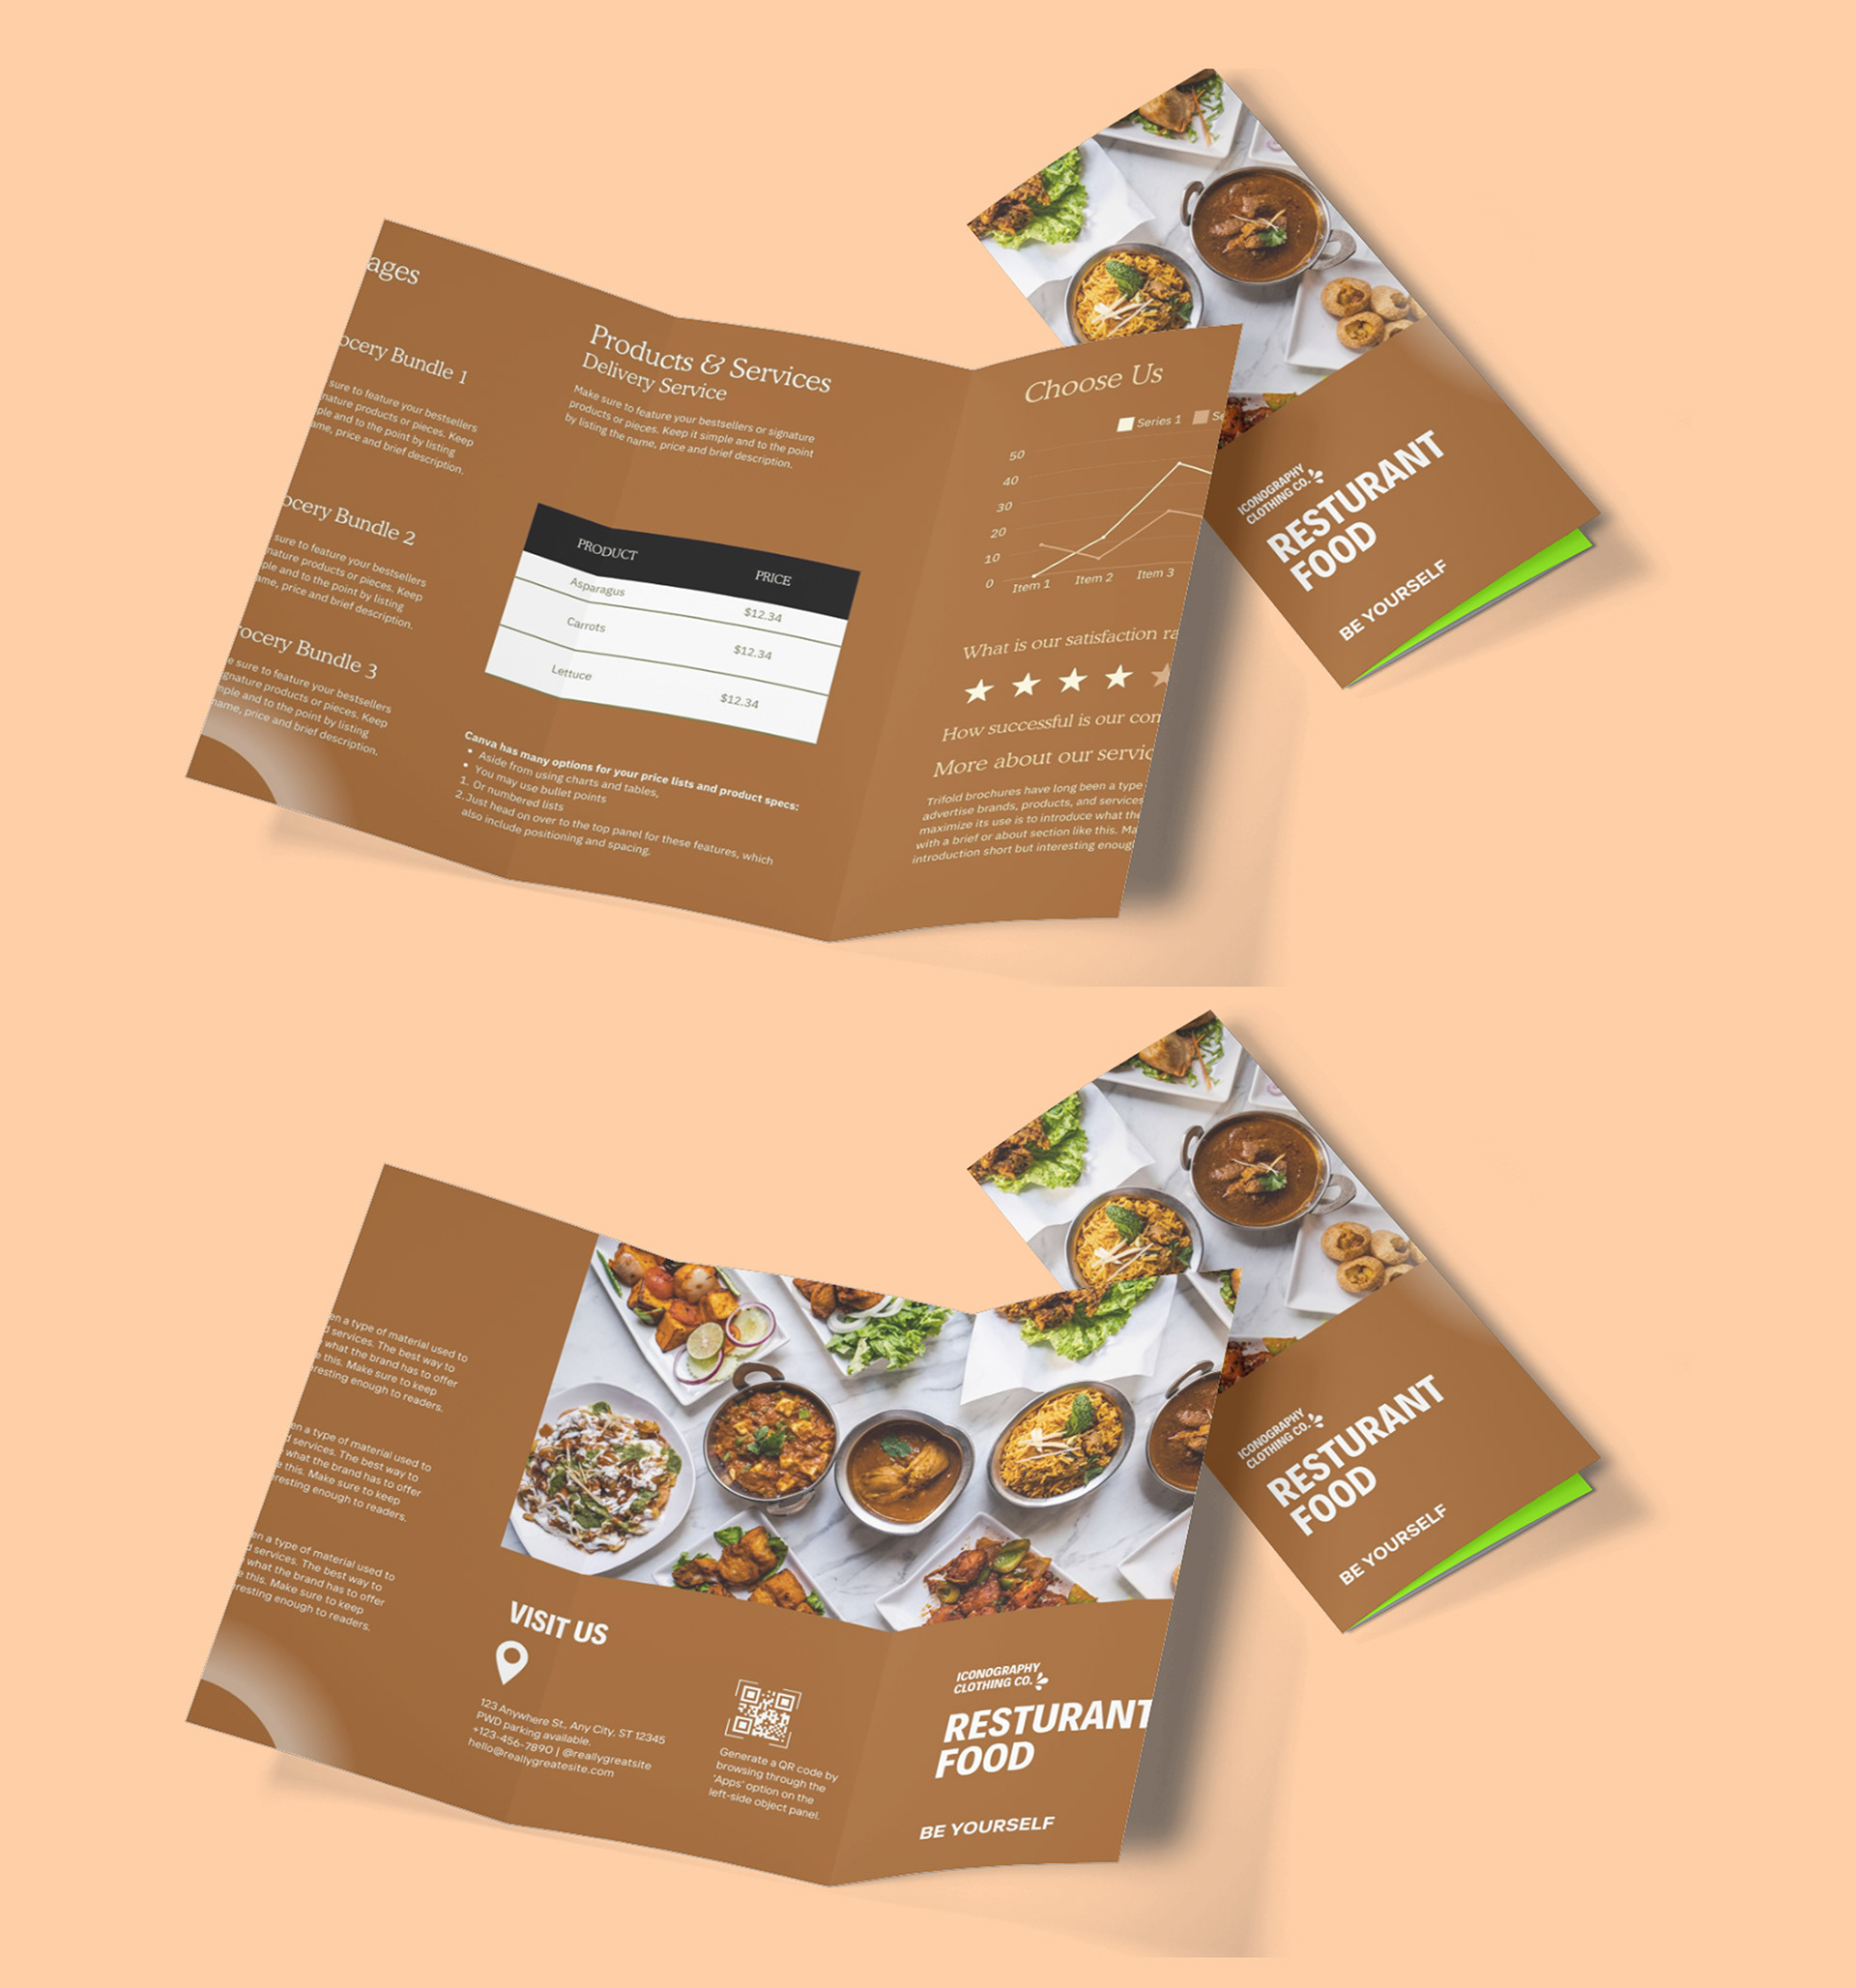 ages
ocery Bundle 1
sure to feature your bestsellers
nature products or pieces. Keep
ple and to the point by listing
ame, price and brief description.
ocery Bundle 2
sure to feature your bestsellers
nature products or pieces. Keep
ple and to the point by listing
ame, price and brief description.
rocery Bundle 3
e sure to feature your bestsellers
ignature products or pieces. Keep
mple and to the point by listing
name, price and brief description.
Products & Services
Delivery Service
Make sure to feature your bestsellers or signature
products or pieces. Keep it simple and to the point
by listing the name, price and brief description.
PRODUCT PRICE
Asparagus $12.34
Carrots $12.34
Lettuce $12.34
Canva has many options for your price lists and product specs:
• Aside from using charts and tables,
• You may use bullet points
1. Or numbered lists
2. Just head on over to the top panel for these features, which
also include positioning and spacing.
Choose Us
Series 1 Se
50
40
30
20
10
0
Item 1 Item 2 Item 3
What is our satisfaction ra
How successful is our con
More about our servic
Trifold brochures have long been a type
advertise brands, products, and services
maximize its use is to introduce what the
with a brief or about section like this. Ma
introduction short but interesting enough
ICONOGRAPHY
CLOTHING CO.
RESTURANT
FOOD
BE YOURSELF
en a type of material used to
d services. The best way to
what the brand has to offer
e this. Make sure to keep
resting enough to readers.
en a type of material used to
d services. The best way to
what the brand has to offer
e this. Make sure to keep
resting enough to readers.
en a type of material used to
d services. The best way to
what the brand has to offer
e this. Make sure to keep
resting enough to readers.
VISIT US
123 Anywhere St., Any City, ST 12345
PWD parking available.
+123-456-7890 | @reallygreatsite
hello@reallygreatesite.com
Generate a QR code by
browsing through the
'Apps' option on the
left-side object panel.
ICONOGRAPHY
CLOTHING CO.
RESTURANT
FOOD
BE YOURSELF
ICONOGRAPHY
CLOTHING CO.
RESTURANT
FOOD
BE YOURSELF